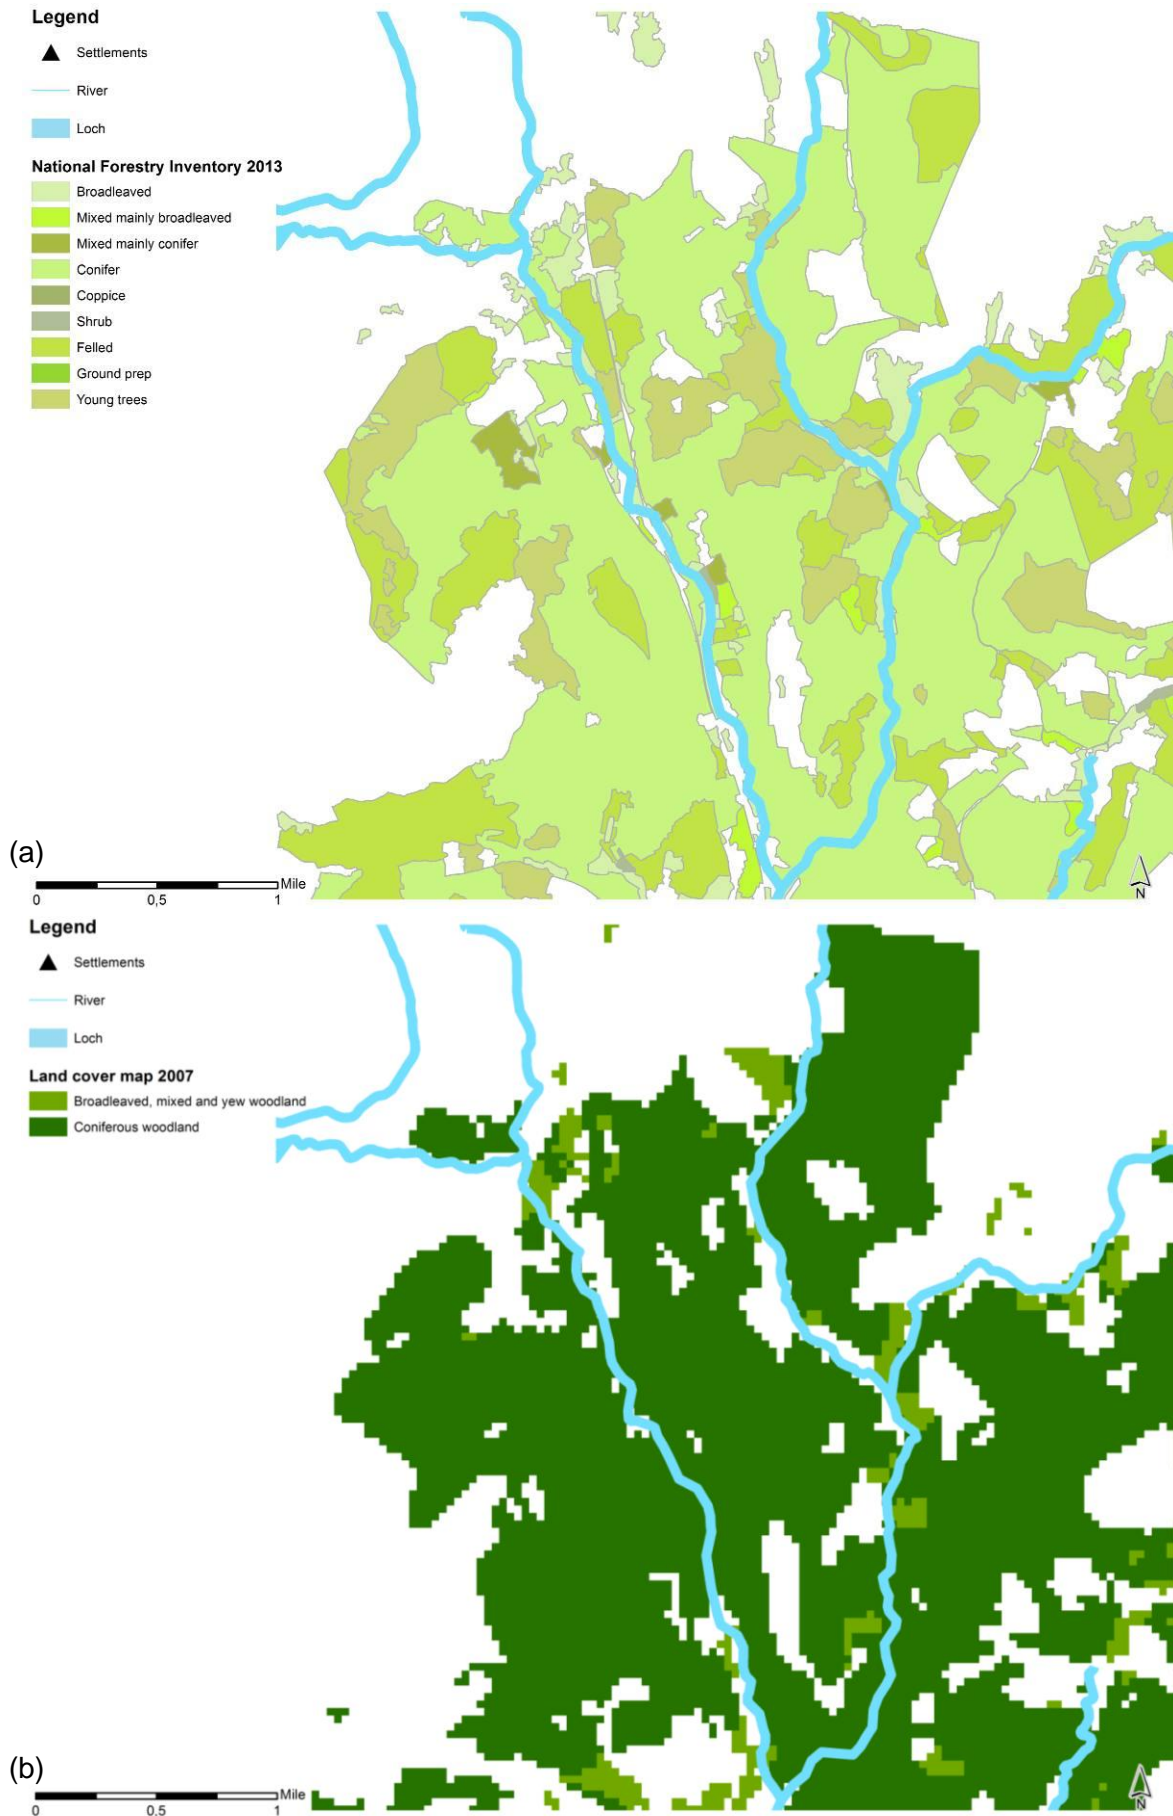 Legend
Settlements
River
Loch
National Forestry Inventory 2013
Broadleaved
Mixed mainly broadleaved
Mixed mainly conifer
Conifer
Coppice
Shrub
Felled
Ground prep
Young trees
(a)
Mile
0 0,5 1
N
Legend
Settlements
River
Loch
Land cover map 2007
Broadleaved, mixed and yew woodland
Coniferous woodland
(b)
Mile
0 0.5 1
N